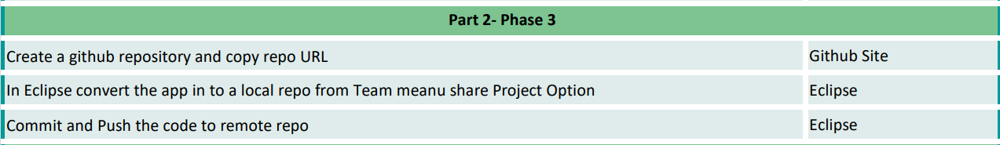 Part 2- Phase 3
Create a github repository and copy repo URL
Github Site
In Eclipse convert the app in to a local repo from Team meanu share Project Option
Eclipse
Commit and Push the code to remote repo
Eclipse